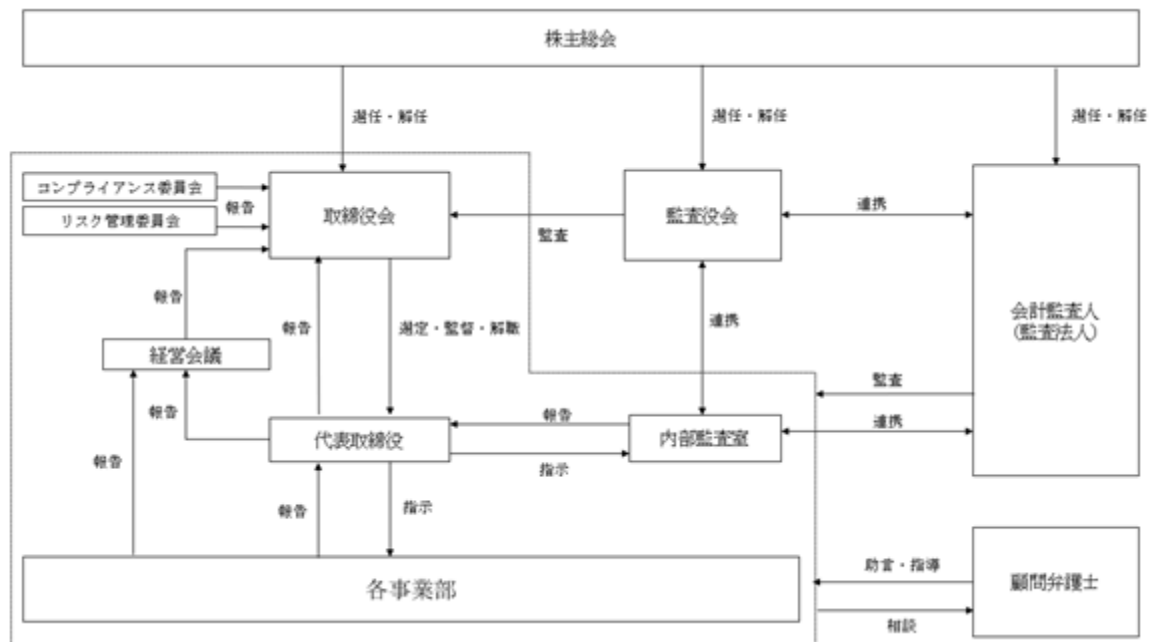 株主総会
選任・解任
選任・解任
選任・解任
コンプライアンス委員会
報告
リスク管理委員会
取締役会
監査役会
連携
監査
報告
報告
選定・監督・解職
連携
会計監査人
(監査法人)
経営会議
監査
報告
報告
連携
代表取締役
内部監査室
報告
指示
報告
指示
各事業部
助言・指導
顧問弁護士
相談